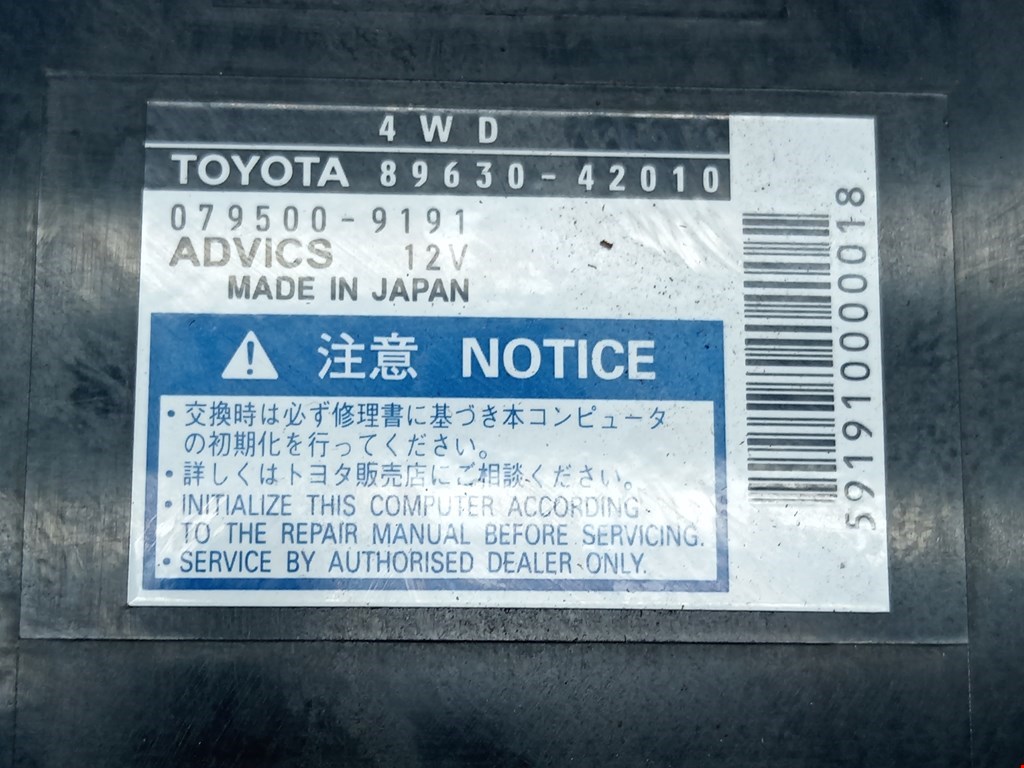 4WD
TOYOTA 89630-42010
079500-9191
ADVICS 12V
MADE IN JAPAN
注意 NOTICE
・交換時は必ず修理書に基づき本コンピュータ
の初期化を行ってください。
・詳しくはトヨタ販売店にご相談ください。
・INITIALIZE THIS COMPUTER ACCORDING
TO THE REPAIR MANUAL BEFORE SERVICING.
・SERVICE BY AUTHORISED DEALER ONLY.
591910000018